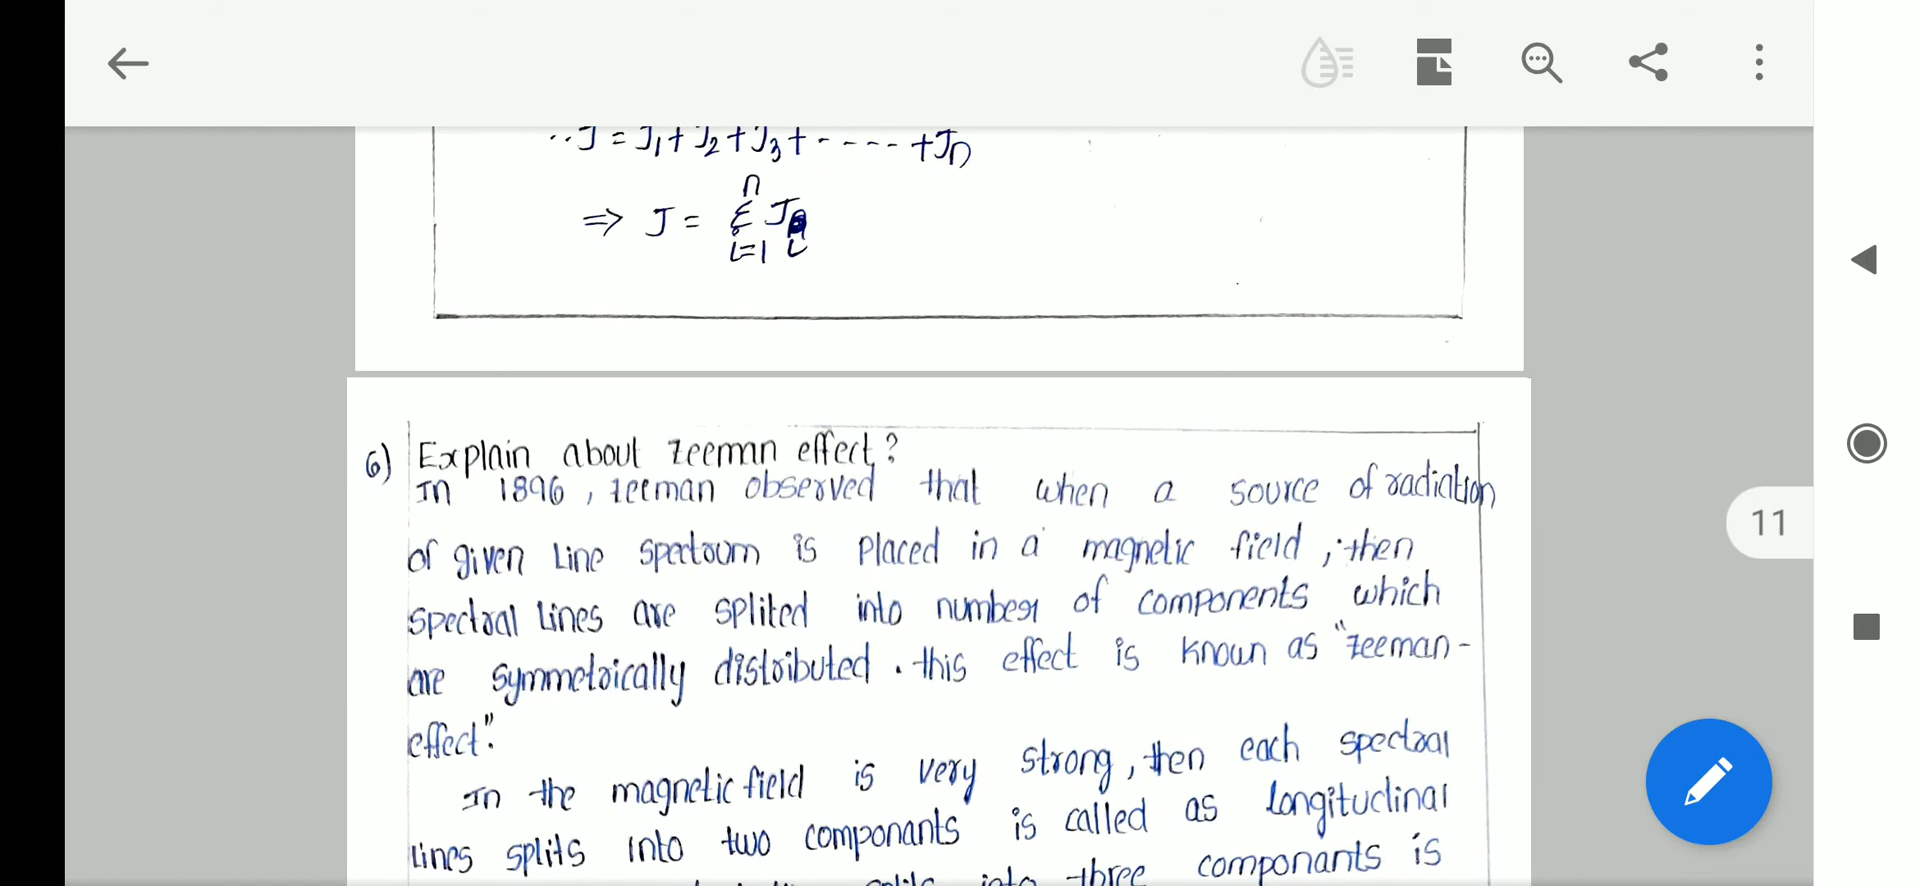 ∴ J = J₁ + J₂ + J₃ + - - - - - + Jn
n
⇒ J = Σ J
i=1 i
6) Explain about zeeman effect?
In 1896, zeeman observed that when a source of radiation
of given Line spectrum is placed in a magnetic field, then
spectral Lines are splited into number of components which
are symmetrically distributed. this effect is known as "zeeman-
effect".
In the magnetic field is very strong, then each spectral
lines splits into two componants is called as longitudinal
splits into three componants is
11